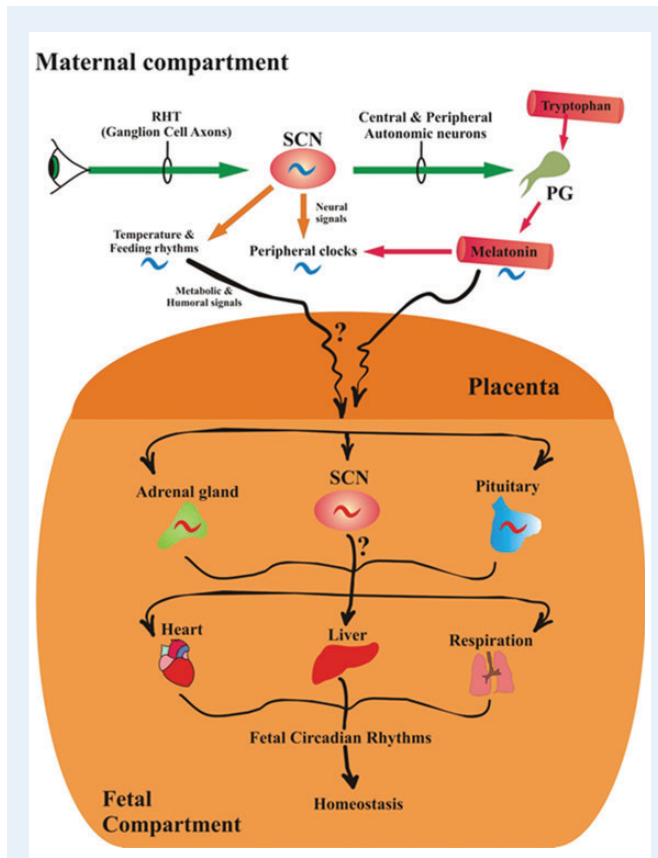 Maternal compartment
RHT
(Ganglion Cell Axons)
SCN
Central & Peripheral
Autonomic neurons
Tryptophan
PG
Neural
signals
Temperature &
Feeding rhythms
Peripheral clocks
Melatonin
Metabolic &
Humoral signals
?
Placenta
Adrenal gland
SCN
Pituitary
?
Heart
Liver
Respiration
Fetal Circadian Rhythms
Homeostasis
Fetal
Compartment